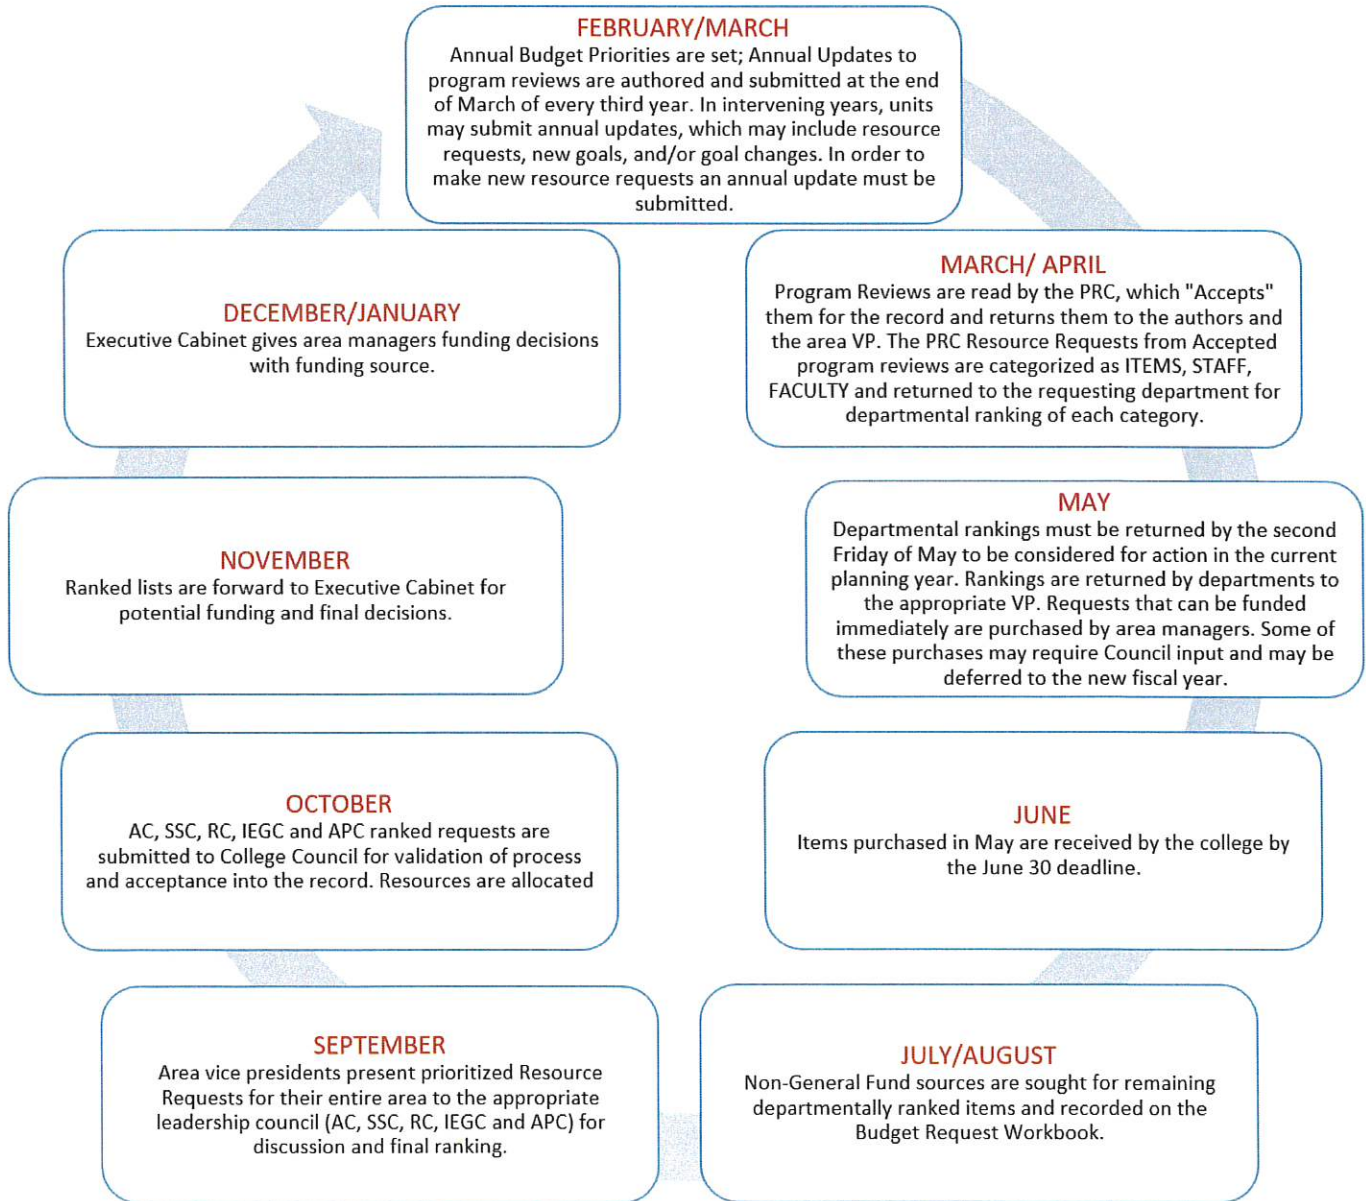 FEBRUARY/MARCH
Annual Budget Priorities are set; Annual Updates to
program reviews are authored and submitted at the end
of March of every third year. In intervening years, units
may submit annual updates, which may include resource
requests, new goals, and/or goal changes. In order to
make new resource requests an annual update must be
submitted.
MARCH/ APRIL
Program Reviews are read by the PRC, which "Accepts"
them for the record and returns them to the authors and
the area VP. The PRC Resource Requests from Accepted
program reviews are categorized as ITEMS, STAFF,
FACULTY and returned to the requesting department for
departmental ranking of each category.
MAY
Departmental rankings must be returned by the second
Friday of May to be considered for action in the current
planning year. Rankings are returned by departments to
the appropriate VP. Requests that can be funded
immediately are purchased by area managers. Some of
these purchases may require Council input and may be
deferred to the new fiscal year.
JUNE
Items purchased in May are received by the college by
the June 30 deadline.
JULY/AUGUST
Non-General Fund sources are sought for remaining
departmentally ranked items and recorded on the
Budget Request Workbook.
SEPTEMBER
Area vice presidents present prioritized Resource
Requests for their entire area to the appropriate
leadership council (AC, SSC, RC, IEGC and APC) for
discussion and final ranking.
OCTOBER
AC, SSC, RC, IEGC and APC ranked requests are
submitted to College Council for validation of process
and acceptance into the record. Resources are allocated
NOVEMBER
Ranked lists are forward to Executive Cabinet for
potential funding and final decisions.
DECEMBER/JANUARY
Executive Cabinet gives area managers funding decisions
with funding source.